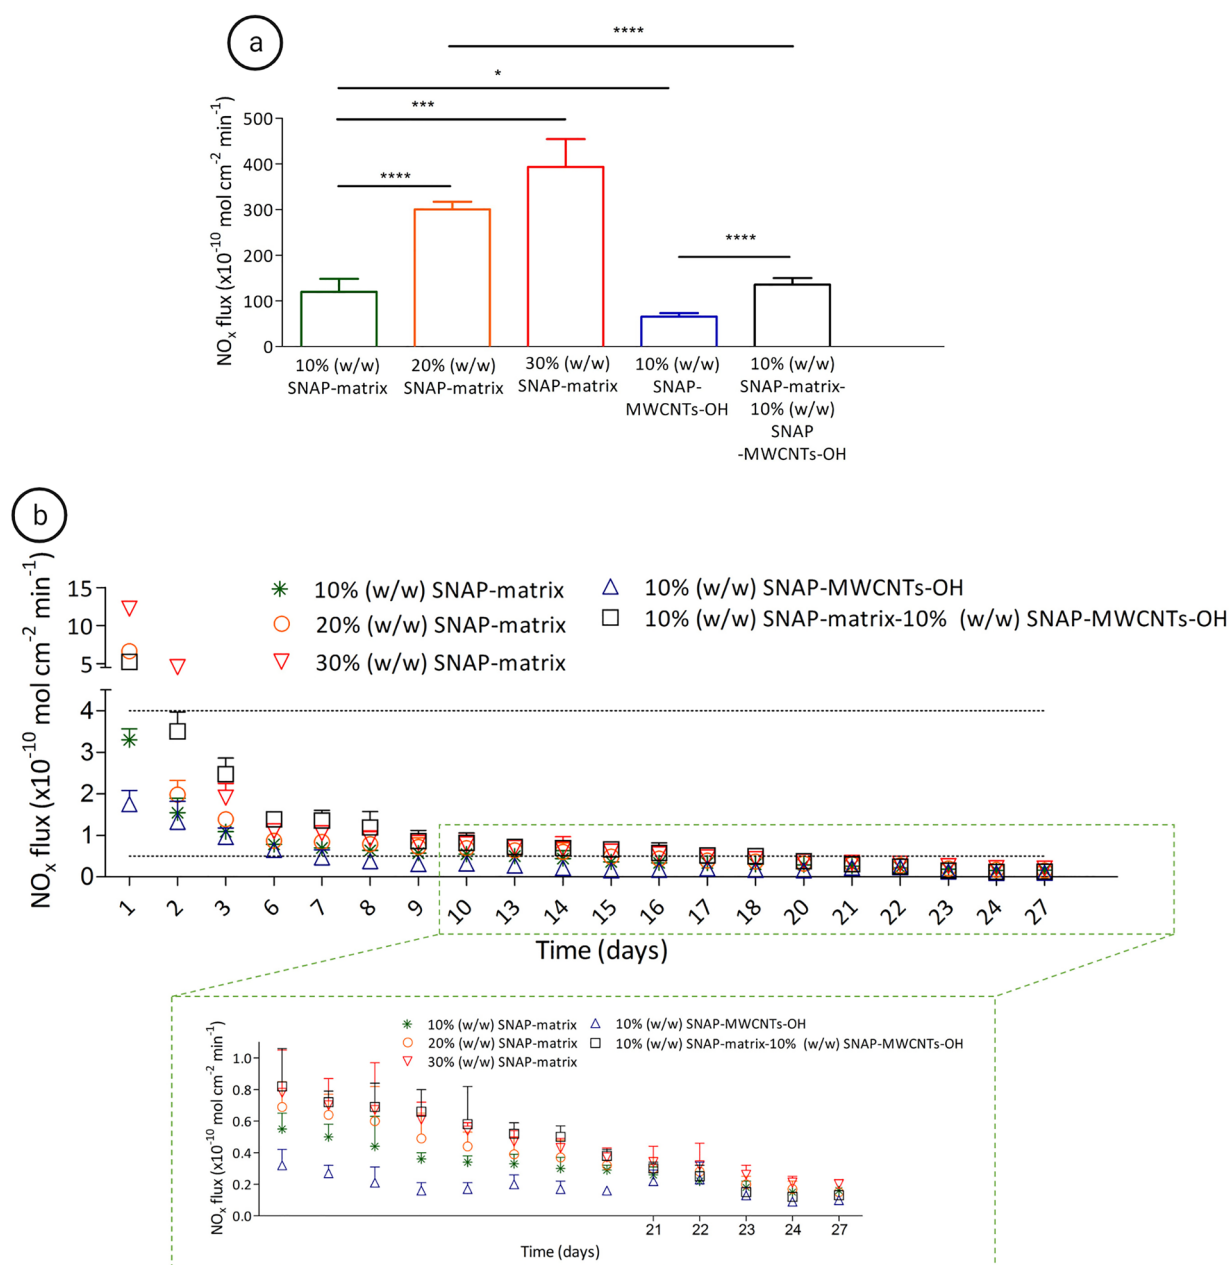 a
****
*
***
****
****
NOx flux (x10-10 mol cm-2 min-1)
500
400
300
200
100
0
10% (w/w)
SNAP-matrix
20% (w/w)
SNAP-matrix
30% (w/w)
SNAP-matrix
10% (w/w)
SNAP-
MWCNTs-OH
10% (w/w)
SNAP-matrix-
10% (w/w)
SNAP
-MWCNTs-OH
b
NOx flux (x10-10 mol cm-2 min-1)
15
10
5
4
3
2
1
0
10% (w/w) SNAP-matrix
20% (w/w) SNAP-matrix
30% (w/w) SNAP-matrix
10% (w/w) SNAP-MWCNTs-OH
10% (w/w) SNAP-matrix-10% (w/w) SNAP-MWCNTs-OH
1 2 3 6 7 8 9 10 13 14 15 16 17 18 20 21 22 23 24 27
Time (days)
NOx flux (x10-10 mol cm-2 min-1)
1.0
0.8
0.6
0.4
0.2
0.0
10% (w/w) SNAP-matrix
20% (w/w) SNAP-matrix
30% (w/w) SNAP-matrix
10% (w/w) SNAP-MWCNTs-OH
10% (w/w) SNAP-matrix-10% (w/w) SNAP-MWCNTs-OH
21 22 23 24 27
Time (days)